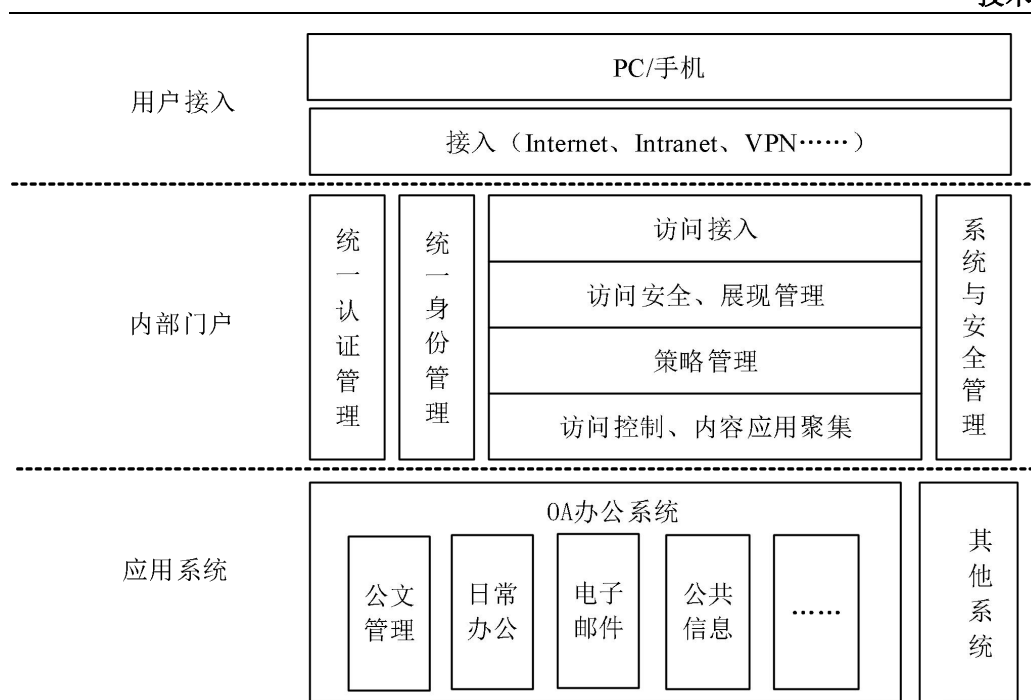 技术
PC/手机
用户接入
接入（Internet、Intranet、VPN……）
内部门户
统一认证管理
统一身份管理
访问接入
访问安全、展现管理
策略管理
访问控制、内容应用聚集
系统与安全管理
应用系统
OA办公系统
公文
管理
日常
办公
电子
邮件
公共
信息
……
其他系统